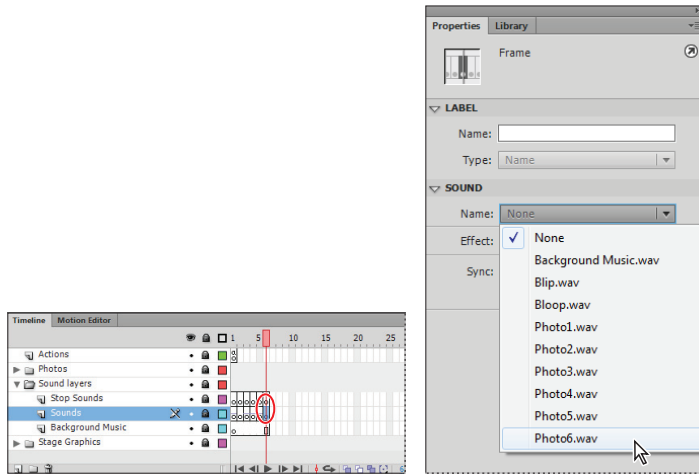 Timeline Motion Editor
1 5 10 15 20 25
Actions
Photos
Sound layers
Stop Sounds
Sounds
Background Music
Stage Graphics
Properties Library
Frame
LABEL
Name:
Type: Name
SOUND
Name: None
Effect:
Sync:
None
Background Music.wav
Blip.wav
Bloop.wav
Photo1.wav
Photo2.wav
Photo3.wav
Photo4.wav
Photo5.wav
Photo6.wav